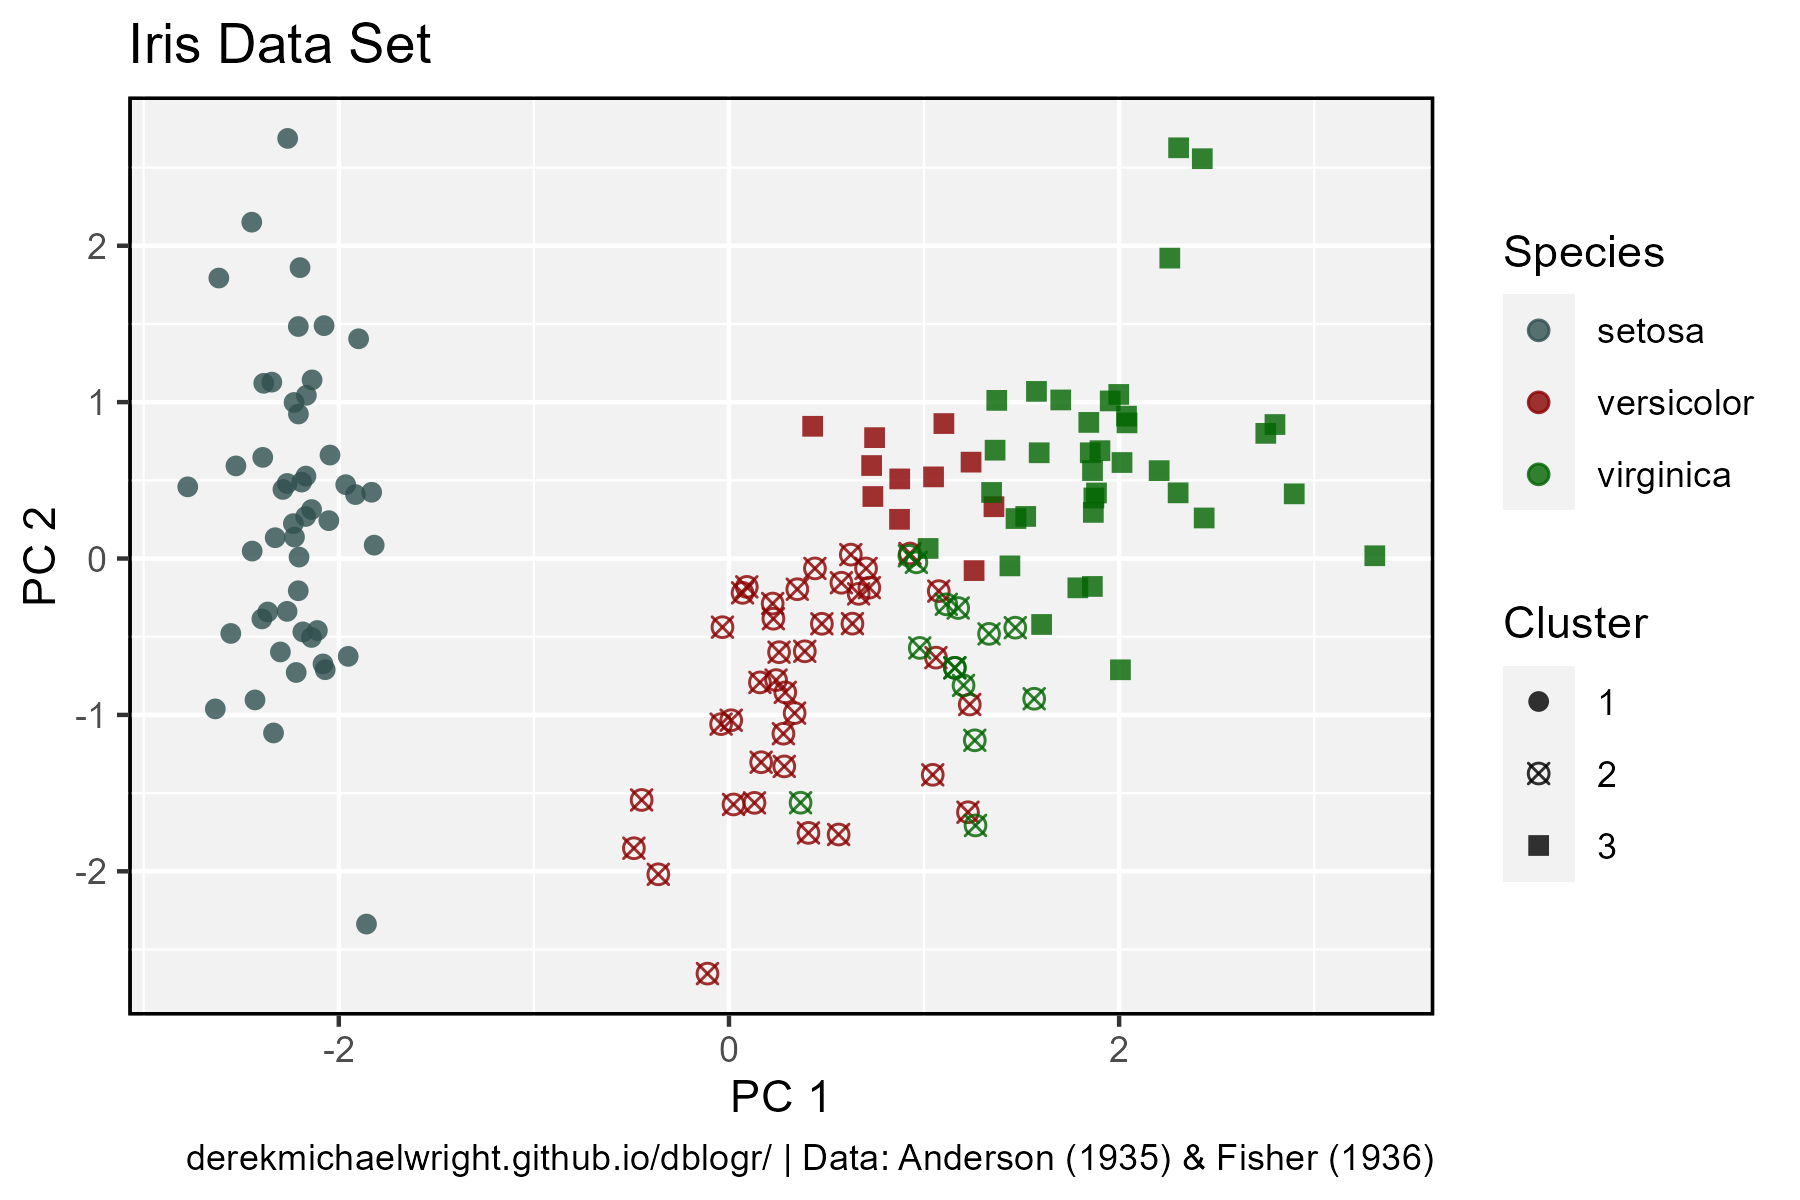 Iris Data Set
PC 2
2
1
0
-1
-2
-2 0 2
PC 1
Species
setosa
versicolor
virginica
Cluster
1
2
3
derekmichaelwright.github.io/dblogr/ | Data: Anderson (1935) & Fisher (1936)